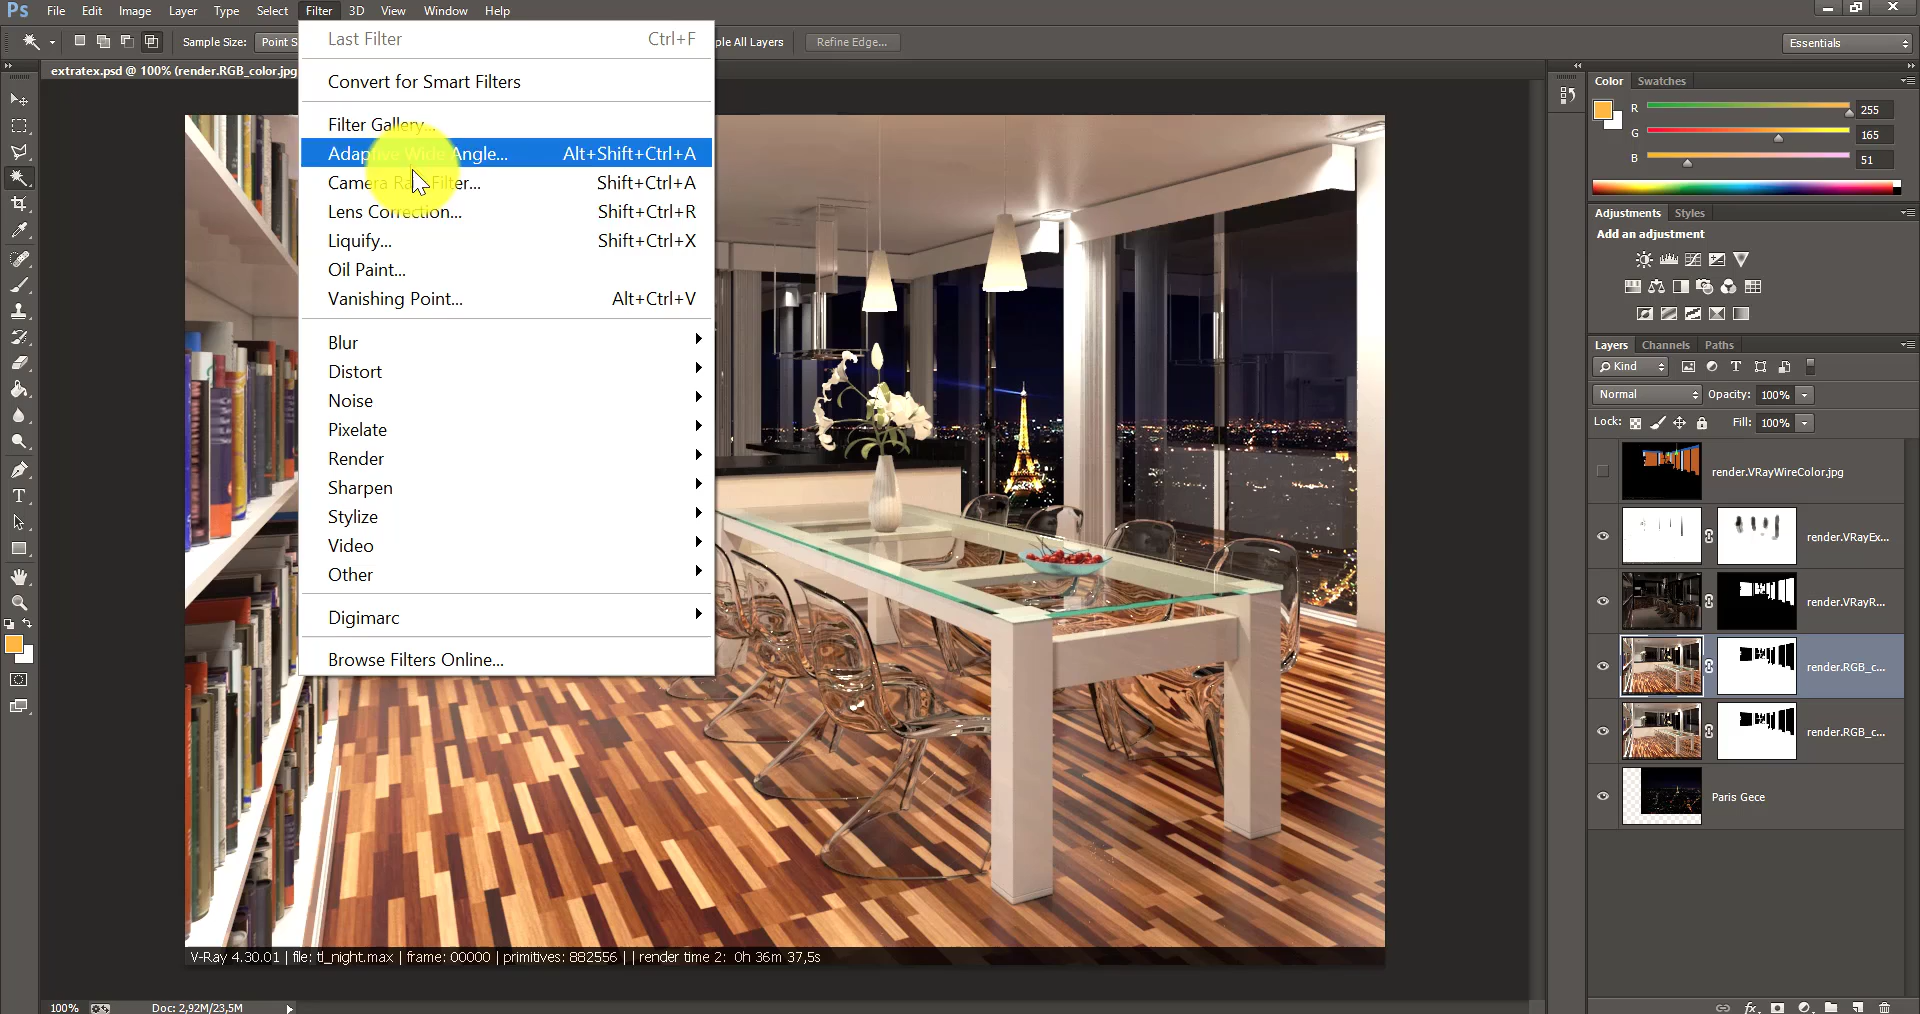 Ps File Edit Image Layer Type Select Filter 3D View Window Help
Sample Size: Point S
ple All Layers Refine Edge... Essentials
extratex.psd @ 100% (render.RGB_color.jpg
Last Filter Ctrl+F
Convert for Smart Filters
Filter Gallery...
Adaptive Wide Angle... Alt+Shift+Ctrl+A
Camera Raw Filter... Shift+Ctrl+A
Lens Correction... Shift+Ctrl+R
Liquify... Shift+Ctrl+X
Oil Paint...
Vanishing Point... Alt+Ctrl+V
Blur
Distort
Noise
Pixelate
Render
Sharpen
Stylize
Video
Other
Digimarc
Browse Filters Online...
Color Swatches
R 255
G 165
B 51
Adjustments Styles
Add an adjustment
Layers Channels Paths
Kind
Normal Opacity: 100%
Lock: Fill: 100%
render.VRayWireColor.jpg
render.VRayEx...
render.VRayR...
render.RGB_c...
render.RGB_c...
Paris Gece
V-Ray 4.30.01 | file: tl_night.max | frame: 00000 | primitives: 882556 | | render time 2: 0h 36m 37,5s
100% Doc: 2,92M/23,5M